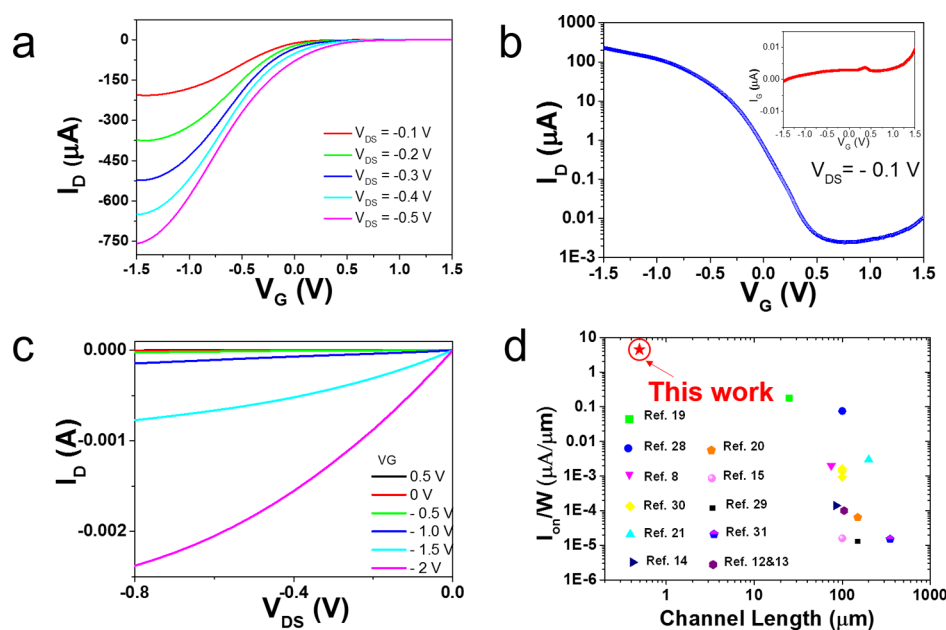 a
0
-150
-300
-450
-600
-750
I_D (μA)
V_DS = -0.1 V
V_DS = -0.2 V
V_DS = -0.3 V
V_DS = -0.4 V
V_DS = -0.5 V
-1.5 -1.0 -0.5 0.0 0.5 1.0 1.5
V_G (V)
b
1000
100
10
1
0.1
0.01
1E-3
I_D (μA)
0.01
0.00
-0.01
I_G (μA)
-1.5 -1.0 -0.5 0.0 0.5 1.0 1.5
V_G (V)
V_DS= - 0.1 V
-1.5 -1.0 -0.5 0.0 0.5 1.0 1.5
V_G (V)
c
0.000
-0.001
-0.002
I_D (A)
VG
0.5 V
0 V
- 0.5 V
- 1.0 V
- 1.5 V
- 2 V
-0.8 -0.4 0.0
V_DS (V)
d
10
1
0.1
0.01
1E-3
1E-4
1E-5
1E-6
I_on/W (μA/μm)
This work
Ref. 19
Ref. 28 Ref. 20
Ref. 8 Ref. 15
Ref. 30 Ref. 29
Ref. 21 Ref. 31
Ref. 14 Ref. 12&13
1 10 100 1000
Channel Length (μm)